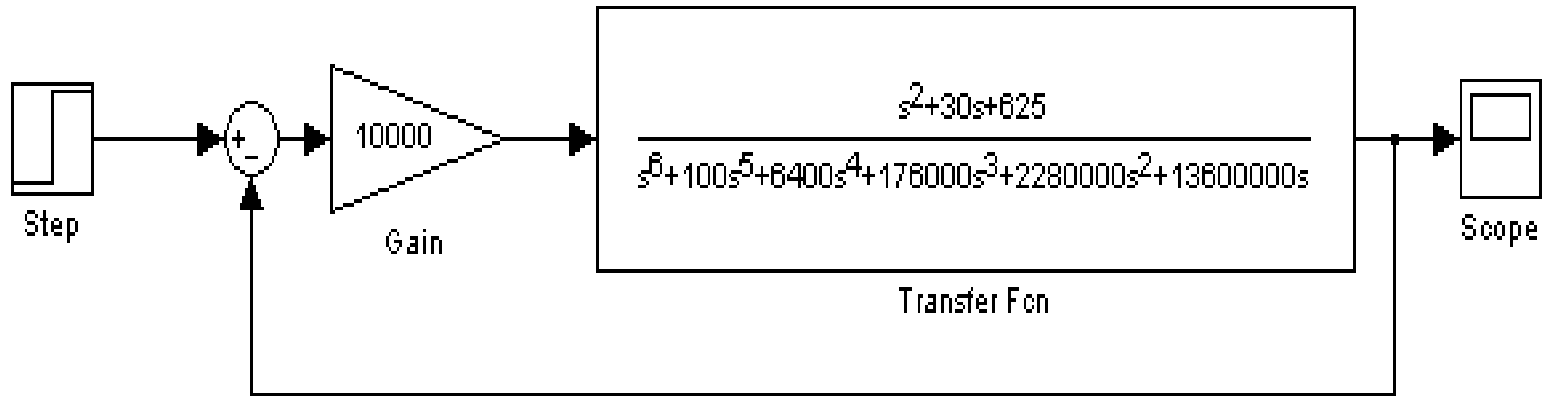 s²+30s+625
+
−
10000
s⁶+100s⁵+6400s⁴+176000s³+2280000s²+13600000s
Step
Gain
Transfer Fcn
Scope